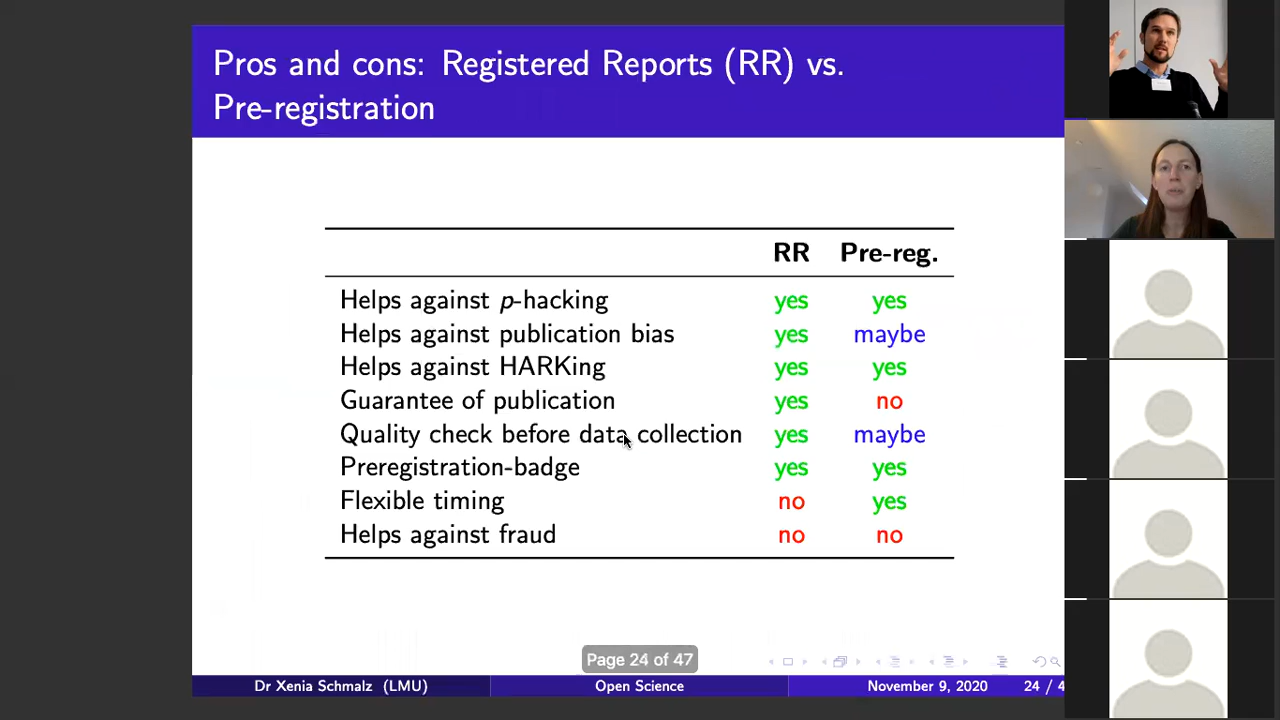 Pros and cons: Registered Reports (RR) vs.
Pre-registration
RR Pre-reg.
Helps against p-hacking yes yes
Helps against publication bias yes maybe
Helps against HARKing yes yes
Guarantee of publication yes no
Quality check before data collection yes maybe
Preregistration-badge yes yes
Flexible timing no yes
Helps against fraud no no
Page 24 of 47
Dr Xenia Schmalz (LMU) Open Science November 9, 2020 24 / 4